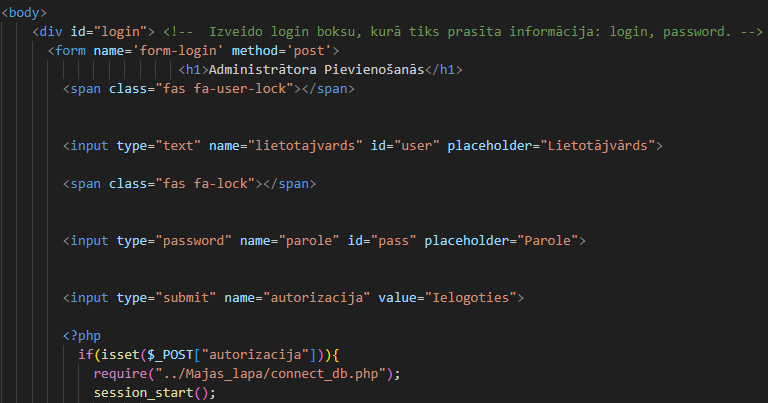 <body>
<div id="login"> <!--  Izveido login boksu, kurā tiks prasīta informācija: login, password. -->
<form name='form-login' method='post'>
<h1>Administrātora Pievienošanās</h1>
<span class="fas fa-user-lock"></span>
<input type="text" name="lietotajvards" id="user" placeholder="Lietotājvārds">
<span class="fas fa-lock"></span>
<input type="password" name="parole" id="pass" placeholder="Parole">
<input type="submit" name="autorizacija" value="Ielogoties">
<?php
if(isset($_POST["autorizacija"])){
require("../Majas_lapa/connect_db.php");
session_start();